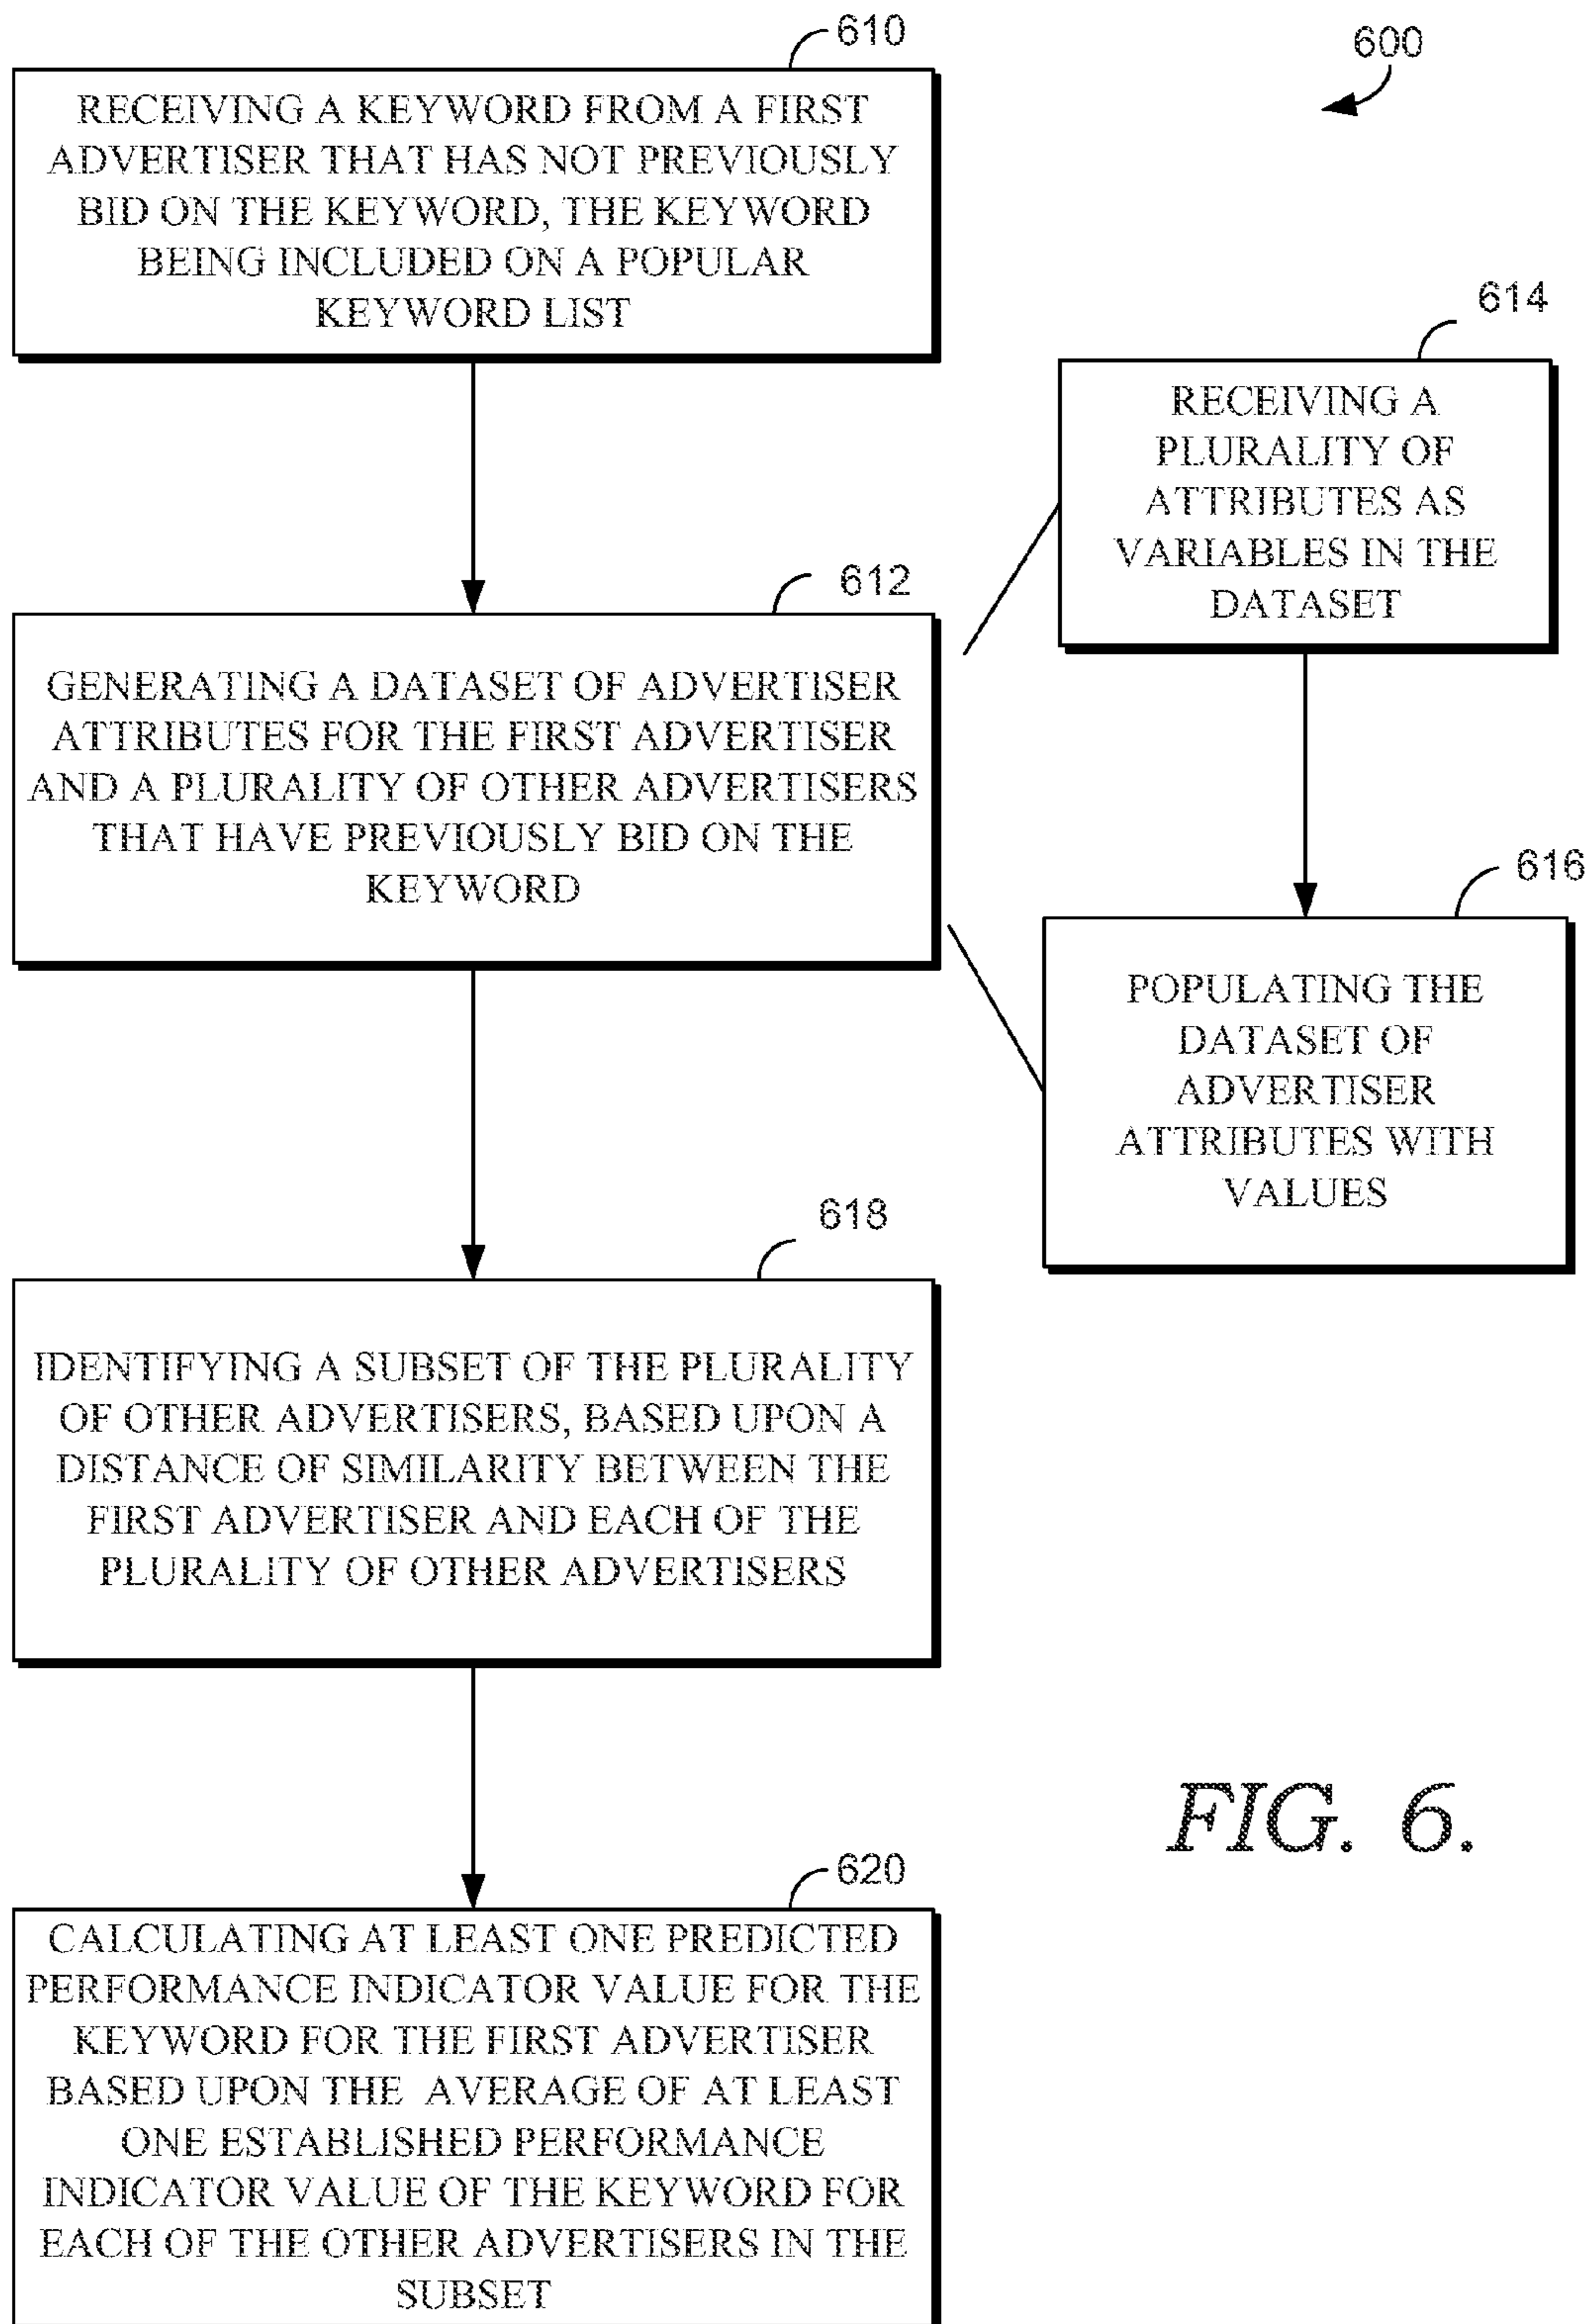 610
600
RECEIVING A KEYWORD FROM A FIRST
ADVERTISER THAT HAS NOT PREVIOUSLY
BID ON THE KEYWORD, THE KEYWORD
BEING INCLUDED ON A POPULAR
KEYWORD LIST
614
RECEIVING A
PLURALITY OF
ATTRIBUTES AS
VARIABLES IN THE
DATASET
612
GENERATING A DATASET OF ADVERTISER
ATTRIBUTES FOR THE FIRST ADVERTISER
AND A PLURALITY OF OTHER ADVERTISERS
THAT HAVE PREVIOUSLY BID ON THE
KEYWORD
616
POPULATING THE
DATASET OF
ADVERTISER
ATTRIBUTES WITH
VALUES
618
IDENTIFYING A SUBSET OF THE PLURALITY
OF OTHER ADVERTISERS, BASED UPON A
DISTANCE OF SIMILARITY BETWEEN THE
FIRST ADVERTISER AND EACH OF THE
PLURALITY OF OTHER ADVERTISERS
FIG. 6.
620
CALCULATING AT LEAST ONE PREDICTED
PERFORMANCE INDICATOR VALUE FOR THE
KEYWORD FOR THE FIRST ADVERTISER
BASED UPON THE AVERAGE OF AT LEAST
ONE ESTABLISHED PERFORMANCE
INDICATOR VALUE OF THE KEYWORD FOR
EACH OF THE OTHER ADVERTISERS IN THE
SUBSET